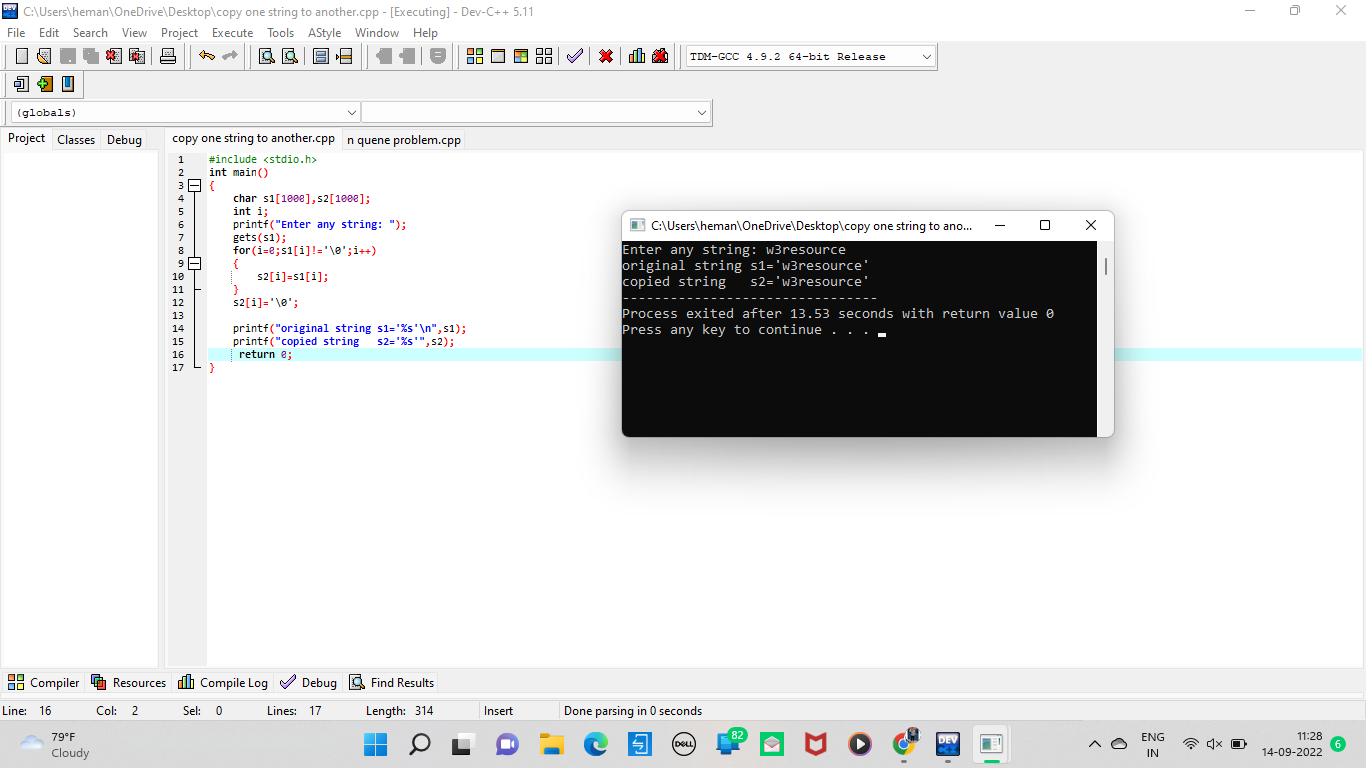 C:\Users\heman\OneDrive\Desktop\copy one string to another.cpp - [Executing] - Dev-C++ 5.11
File Edit Search View Project Execute Tools AStyle Window Help
TDM-GCC 4.9.2 64-bit Release
(globals)
Project Classes Debug
copy one string to another.cpp n quene problem.cpp
1 #include <stdio.h>
2 int main()
3 {
4 char s1[1000],s2[1000];
5 int i;
6 printf("Enter any string: ");
7 gets(s1);
8 for(i=0;s1[i]!='\0';i++)
9 {
10 s2[i]=s1[i];
11 }
12 s2[i]='\0';
13
14 printf("original string s1='%s'\n",s1);
15 printf("copied string   s2='%s'",s2);
16 return 0;
17 }
C:\Users\heman\OneDrive\Desktop\copy one string to ano...
Enter any string: w3resource
original string s1='w3resource'
copied string   s2='w3resource'
--------------------------------
Process exited after 13.53 seconds with return value 0
Press any key to continue . . .
Compiler Resources Compile Log Debug Find Results
Line: 16 Col: 2 Sel: 0 Lines: 17 Length: 314 Insert Done parsing in 0 seconds
79°F
Cloudy
DELL
82
DEV
ENG
IN
11:28
14-09-2022
6